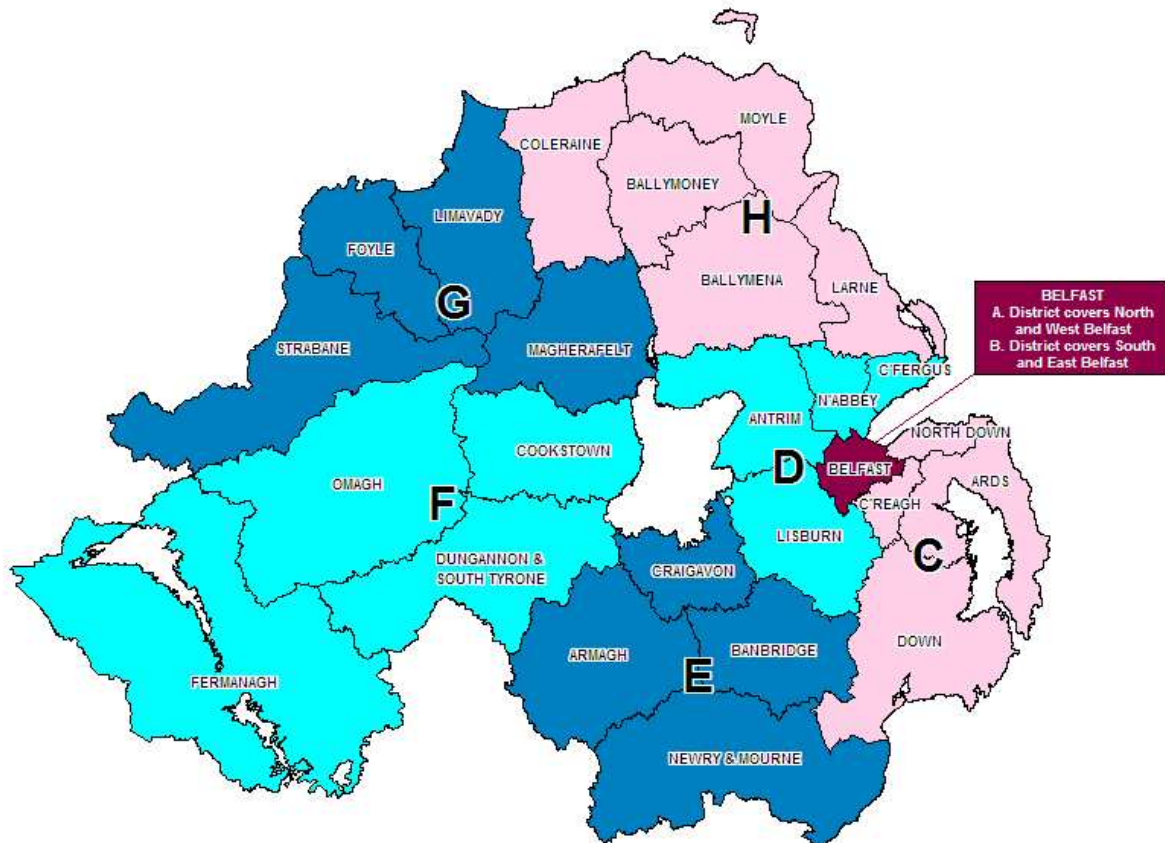 MOYLE
COLERAINE
BALLYMONEY
LIMAVADY
H
FOYLE
BALLYMENA
LARNE
G
BELFAST
A. District covers North
and West Belfast
B. District covers South
and East Belfast
STRABANE
MAGHERAFELT
C'FERGUS
N'ABBEY
ANTRIM
NORTH DOWN
COOKSTOWN
D
BELFAST
OMAGH
ARDS
F
C'REAGH
LISBURN
DUNGANNON &
SOUTH TYRONE
C
CRAIGAVON
DOWN
ARMAGH
BANBRIDGE
E
FERMANAGH
NEWRY & MOURNE